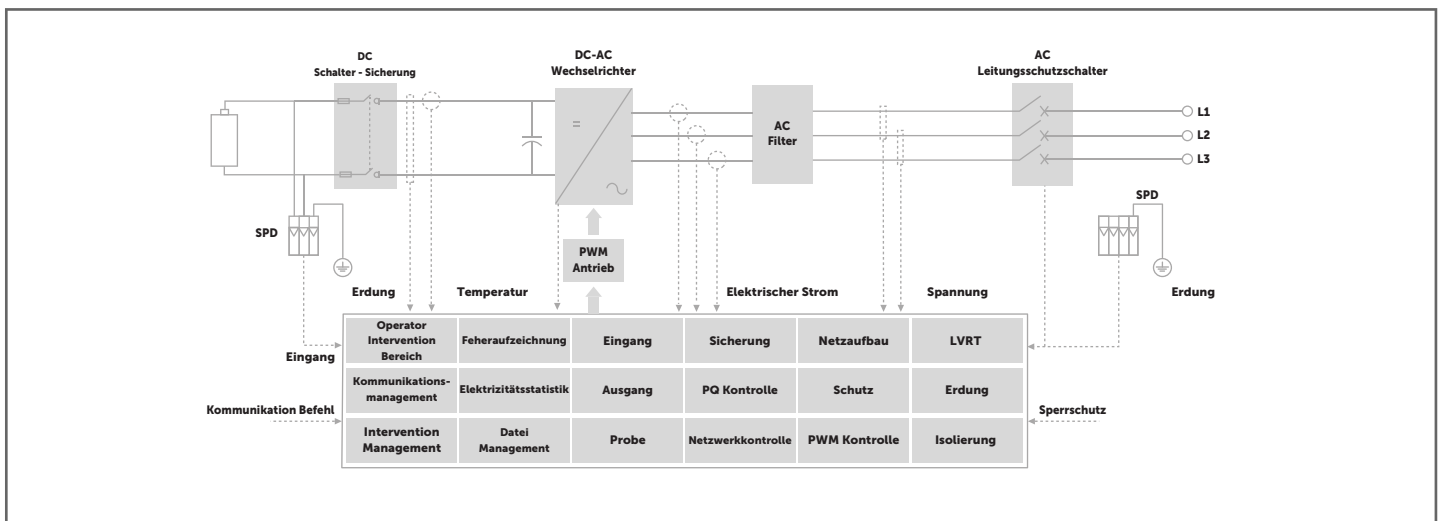 DC
Schalter - Sicherung
DC-AC
Wechselrichter
AC
Leitungsschutzschalter
AC
Filter
L1
L2
L3
SPD
SPD
PWM
Antrieb
Erdung
Temperatur
Elektrischer Strom
Spannung
Erdung
Eingang
Operator
Intervention
Bereich
Feheraufzeichnung
Eingang
Sicherung
Netzaufbau
LVRT
Kommunikations-
management
Elektrizitätsstatistik
Ausgang
PQ Kontrolle
Schutz
Erdung
Kommunikation Befehl
Sperrschutz
Intervention
Management
Datei
Management
Probe
Netzwerkkontrolle
PWM Kontrolle
Isolierung